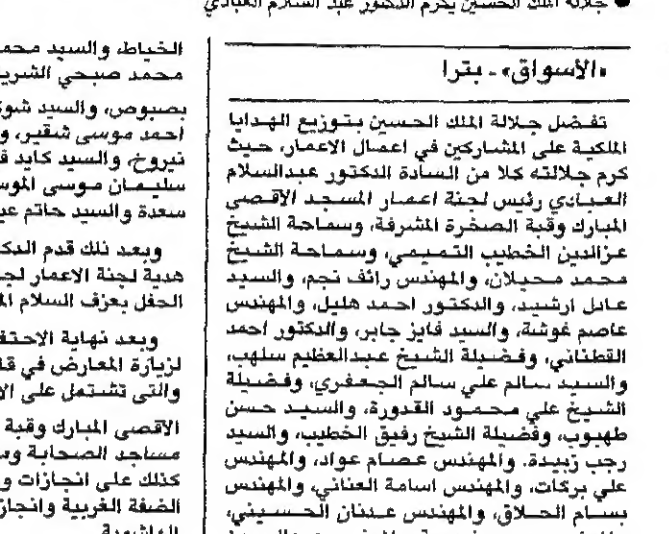 ● جلالة الملك الحسين يكرم الدكتور عبد السلام العبادي
«الأسواق» - بترا
تفضل جلالة الملك الحسين بتوزيع الهدايا
الملكية على المشاركين في اعمال الاعمار، حيث
كرم جلالته كلا من السادة الدكتور عبدالسلام
العبادي رئيس لجنة اعمار المسجد الاقصى
المبارك وقبة الصخرة المشرفة، وسماحة الشيخ
عزالدين الخطيب التميمي، وسماحة الشيخ
محمد محيلان، والمهندس رائف نجم، والسيد
عادل ارشيد، والدكتور احمد هليل، والمهندس
عاصم غوشة، والسيد فايز جابر، والدكتور احمد
القطناني، وفضيلة الشيخ عبدالعظيم سلهب،
والسيد سالم علي سالم الجعفري، وفضيلة
الشيخ علي محمود القدورة، والسيد حسن
طهبوب، وفضيلة الشيخ رفيق الخطيب، والسيد
رجب زبيدة. والمهندس عصام عواد، والمهندس
علي بركات، والمهندس اسامة العناني، والمهندس
بسام الحلاق، والمهندس عدنان الحسيني،
الخياط، والسيد محمد
محمد صبحي الشري
بصبوص، والسيد شو
احمد موسى شقير، و
نيروخ، والسيد كايد
سليمان موسى المو
سعدة والسيد حاتم
وبعد ذلك قدم الدك
هدية لجنة الاعمار لج
الحفل بعزف السلام
وبعد نهاية الاحتف
لزيارة المعارض في
والتي تشتمل على
الاقصى المبارك وقبة
مساجد الصحابة و
كذلك على انجازات و
الضفة الغربية وانجاز
الهاشمية